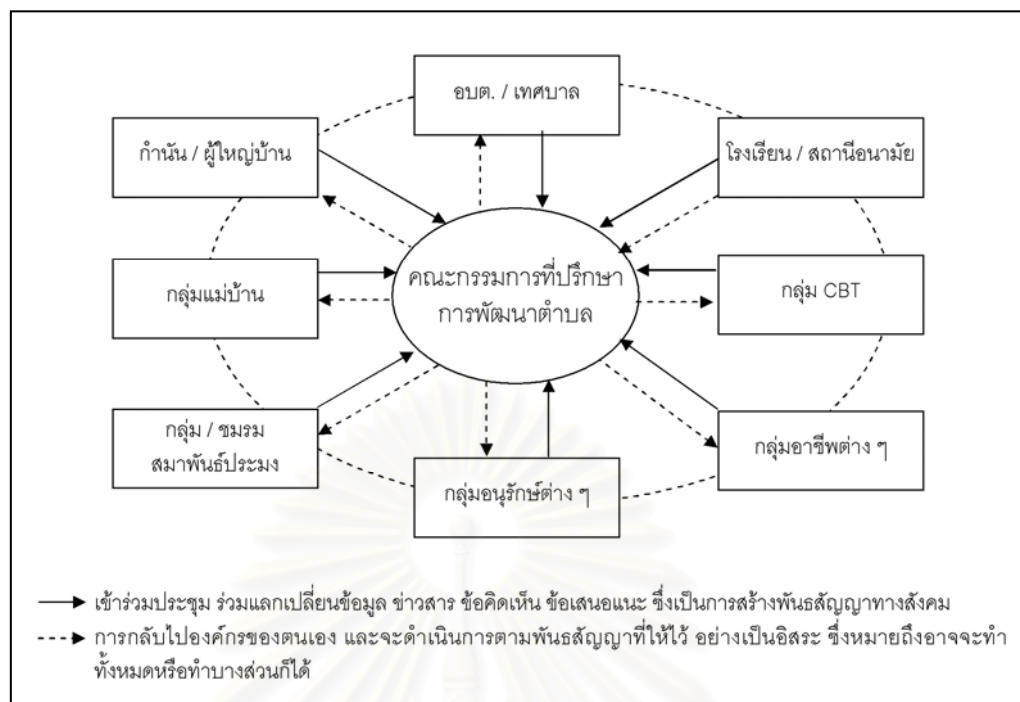 อบต. / เทศบาล
กำนัน / ผู้ใหญ่บ้าน
โรงเรียน / สถานีอนามัย
คณะกรรมการที่ปรึกษา
การพัฒนาตำบล
กลุ่มแม่บ้าน
กลุ่ม CBT
กลุ่ม / ชมรม
สมาพันธ์ประมง
กลุ่มอนุรักษ์ต่าง ๆ
กลุ่มอาชีพต่าง ๆ
เข้าร่วมประชุม ร่วมแลกเปลี่ยนข้อมูล ข่าวสาร ข้อคิดเห็น ข้อเสนอแนะ ซึ่งเป็นการสร้างพันธสัญญาทางสังคม
การกลับไปองค์กรของตนเอง และจะดำเนินการตามพันธสัญญาที่ให้ไว้ อย่างเป็นอิสระ ซึ่งหมายถึงอาจจะทำ
ทั้งหมดหรือทำบางส่วนก็ได้